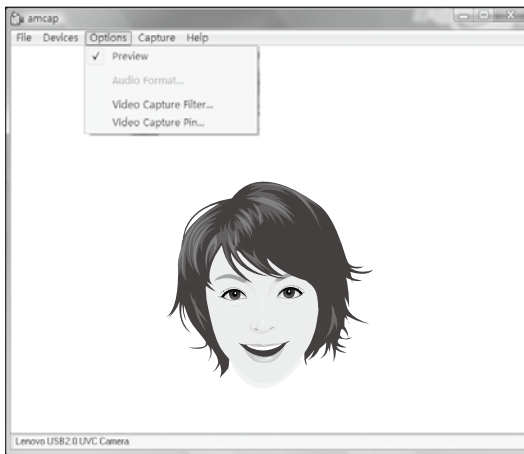 amcap
File Devices Options Capture Help
✓ Preview
Audio Format...
Video Capture Filter...
Video Capture Pin...
Lenovo USB2.0 UVC Camera